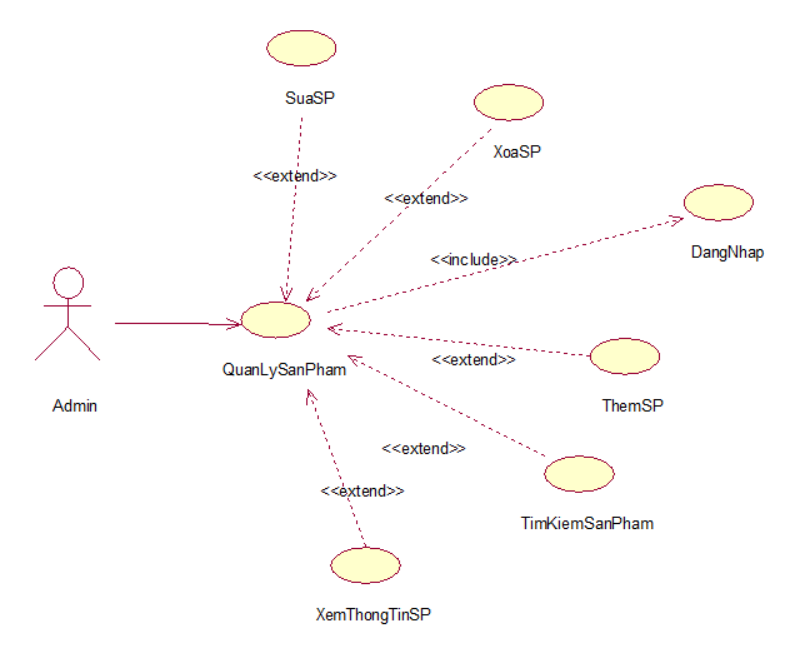 SuaSP
XoaSP
<<extend>>
<<extend>>
DangNhap
<<include>>
QuanLySanPham
<<extend>>
Admin
ThemSP
<<extend>>
<<extend>>
TimKiemSanPham
XemThongTinSP